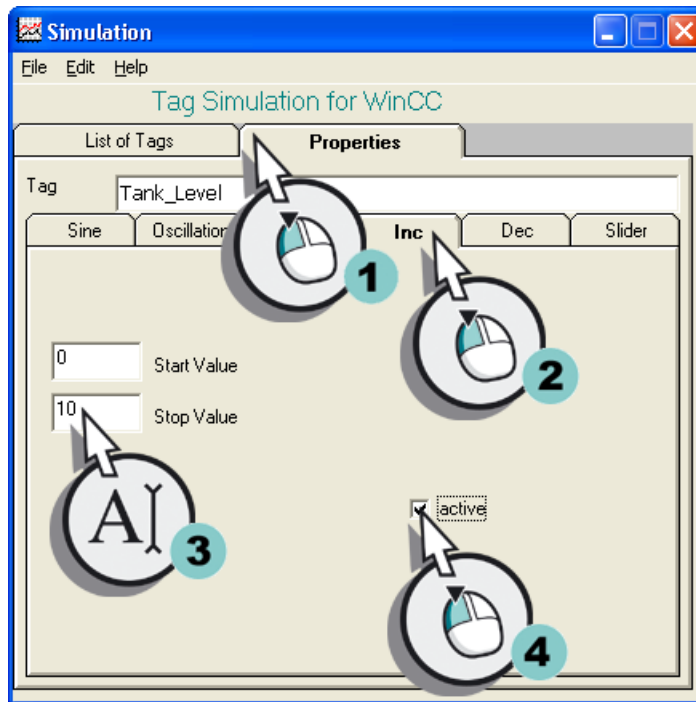 Simulation
File Edit Help
Tag Simulation for WinCC
List of Tags Properties
Tag Tank_Level
Sine Oscillation Inc Dec Slider
1
2
0 Start Value
10 Stop Value
A 3
active
4